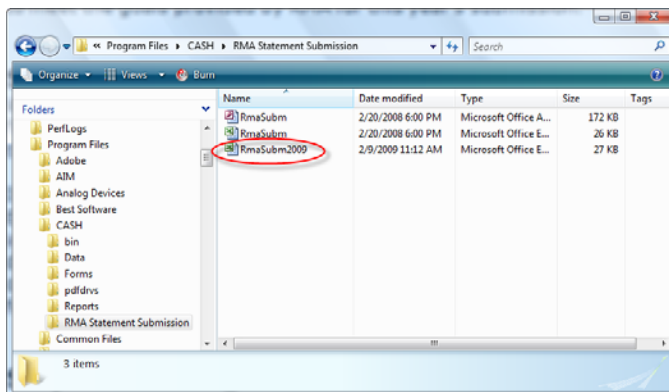 « Program Files ▸ CASH ▸ RMA Statement Submission
Search
Organize Views Burn
Folders
Name Date modified Type Size Tags
PerfLogs
Program Files
Adobe
AIM
Analog Devices
Best Software
CASH
bin
Data
Forms
pdfdrvs
Reports
RMA Statement Submission
Common Files
RmaSubm 2/20/2008 6:00 PM Microsoft Office A... 172 KB
RmaSubm 2/20/2008 6:00 PM Microsoft Office E... 26 KB
RmaSubm2009 2/9/2009 11:12 AM Microsoft Office E... 27 KB
3 items